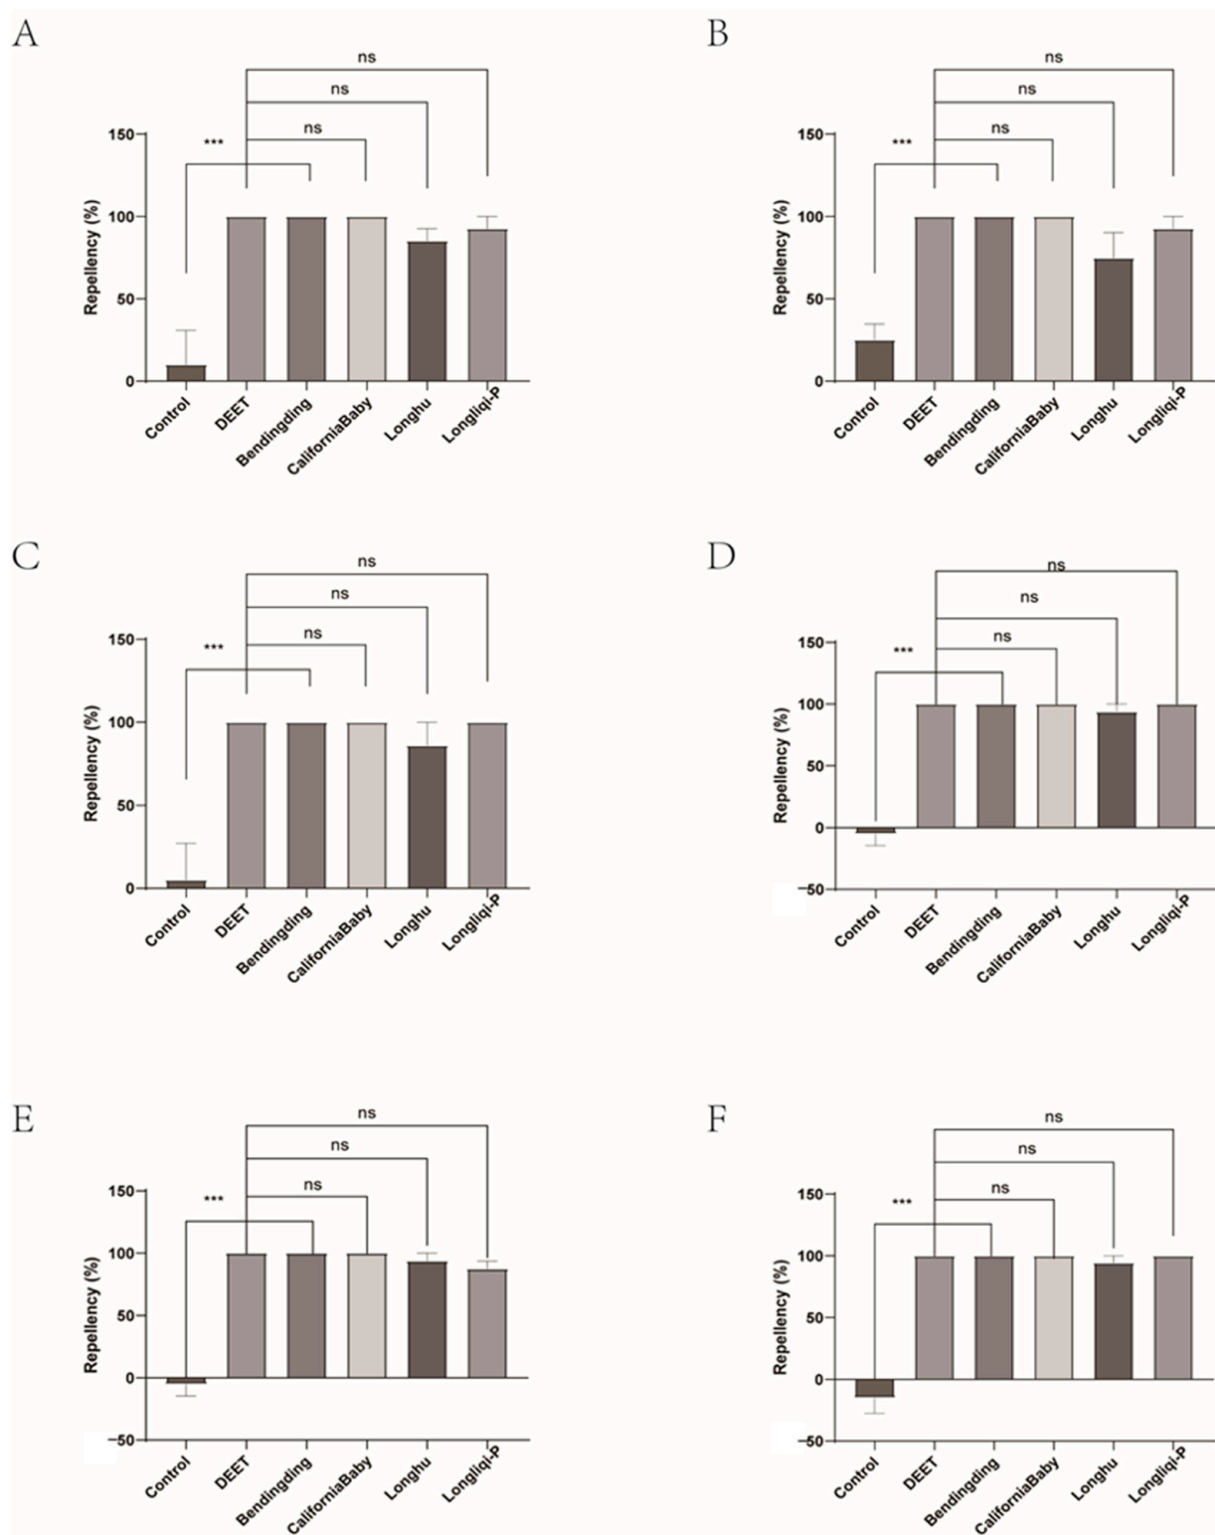 A
ns
ns
ns
***
150
100
50
0
Repellency (%)
Control
DEET
Bendingding
CaliforniaBaby
Longhu
Longliqi-P
B
ns
ns
ns
***
150
100
50
0
Repellency (%)
Control
DEET
Bendingding
CaliforniaBaby
Longhu
Longliqi-P
C
ns
ns
ns
***
150
100
50
0
Repellency (%)
Control
DEET
Bendingding
CaliforniaBaby
Longhu
Longliqi-P
D
ns
ns
ns
***
150
100
50
0
-50
Repellency (%)
Control
DEET
Bendingding
CaliforniaBaby
Longhu
Longliqi-P
E
ns
ns
ns
***
150
100
50
0
-50
Repellency (%)
Control
DEET
Bendingding
CaliforniaBaby
Longhu
Longliqi-P
F
ns
ns
ns
***
150
100
50
0
-50
Repellency (%)
Control
DEET
Bendingding
CaliforniaBaby
Longhu
Longliqi-P